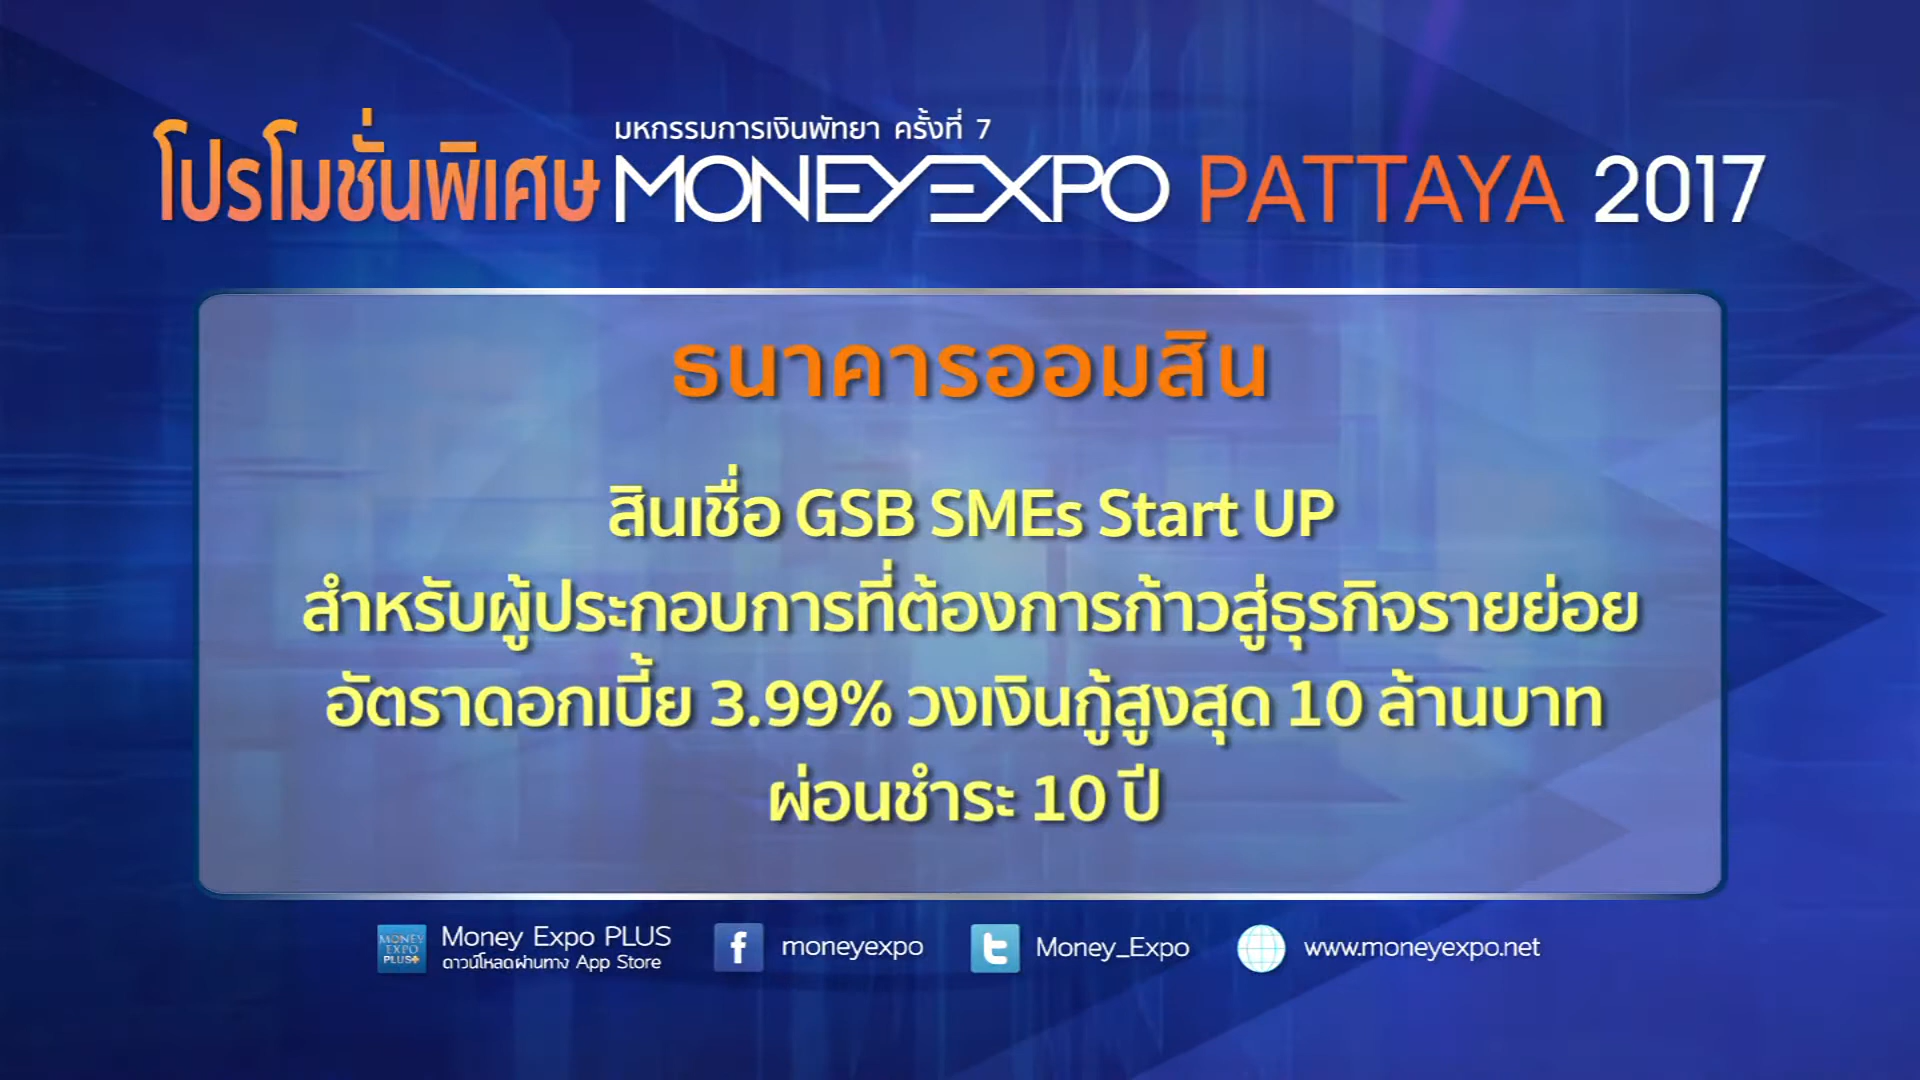 มหกรรมการเงินพัทยา ครั้งที่ 7
โปรโมชั่นพิเศษ MONEYEXPO PATTAYA 2017
ธนาคารออมสิน
สินเชื่อ GSB SMEs Start UP
สำหรับผู้ประกอบการที่ต้องการก้าวสู่ธุรกิจรายย่อย
อัตราดอกเบี้ย 3.99% วงเงินกู้สูงสุด 10 ล้านบาท
ผ่อนชำระ 10 ปี
MONEY
EXPO
PLUS+
Money Expo PLUS
ดาวน์โหลดผ่านทาง App Store
moneyexpo
Money_Expo
www.moneyexpo.net